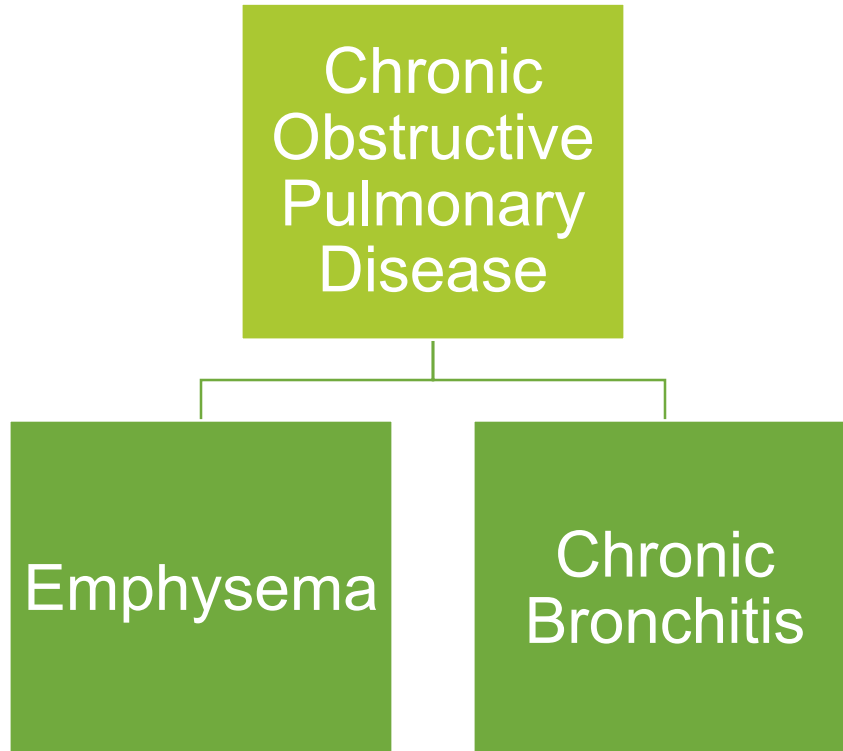 Chronic
Obstructive
Pulmonary
Disease
Emphysema
Chronic
Bronchitis